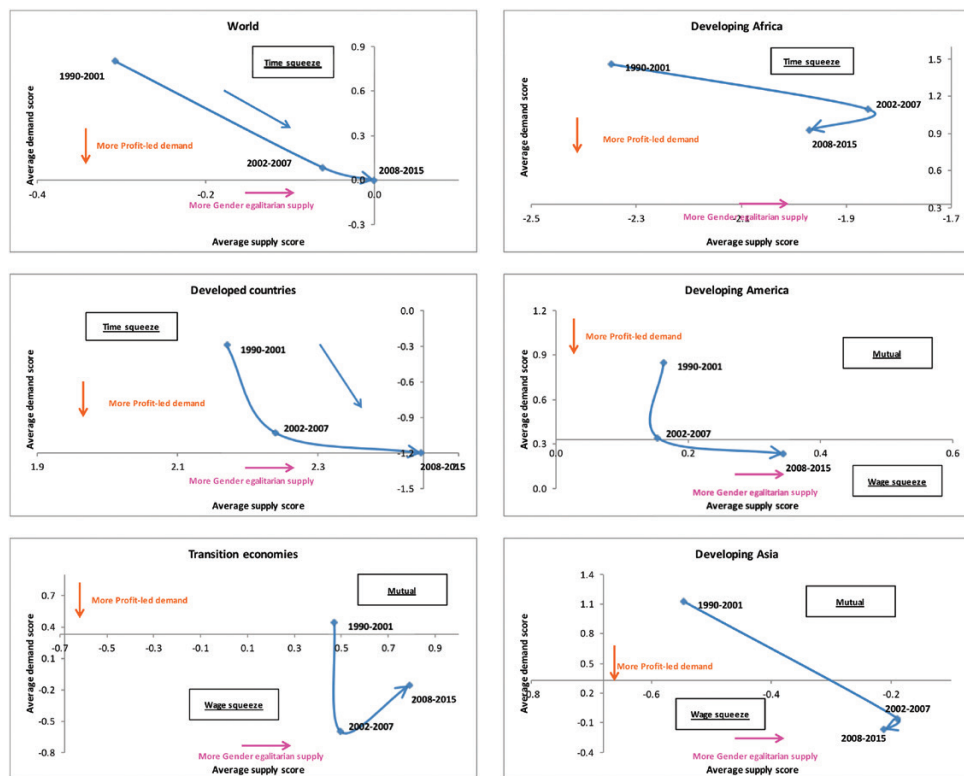 World
Time squeeze
0.9
0.6
0.3
0.0
-0.3
1990-2001
2002-2007
2008-2015
More Profit-led demand
-0.4
-0.2
0.0
More Gender egalitarian supply
Average supply score
Average demand score
Developing Africa
Time squeeze
1.5
1.2
0.9
0.6
0.3
1990-2001
2002-2007
2008-2015
More Profit-led demand
-2.5
-2.3
-2.1
-1.9
-1.7
More Gender egalitarian supply
Average supply score
Average demand score
Developed countries
Time squeeze
0.0
-0.3
-0.6
-0.9
-1.2
-1.5
1990-2001
2002-2007
More Profit-led demand
1.9
2.1
2.3
More Gender egalitarian supply
Average supply score
Average demand score
Developing America
1.2
0.9
0.6
0.3
0.0
More Profit-led demand
Mutual
1990-2001
2002-2007
2008-2015
0.0
0.2
0.4
0.6
Wage squeeze
More Gender egalitarian supply
Average supply score
Average demand score
Transition economies
0.7
0.4
0.1
-0.2
-0.5
-0.8
More Profit-led demand
Mutual
1990-2001
-0.7
-0.5
-0.3
-0.1
0.1
0.3
0.5
0.7
0.9
Wage squeeze
2008-2015
2002-2007
More Gender egalitarian supply
Average supply score
Average demand score
Developing Asia
1.4
1.1
0.8
0.5
0.2
-0.1
-0.4
1990-2001
Mutual
More Profit-led demand
0.8
-0.6
-0.4
-0.2
Wage squeeze
2002-2007
2008-2015
More Gender egalitarian supply
Average supply score
Average demand score